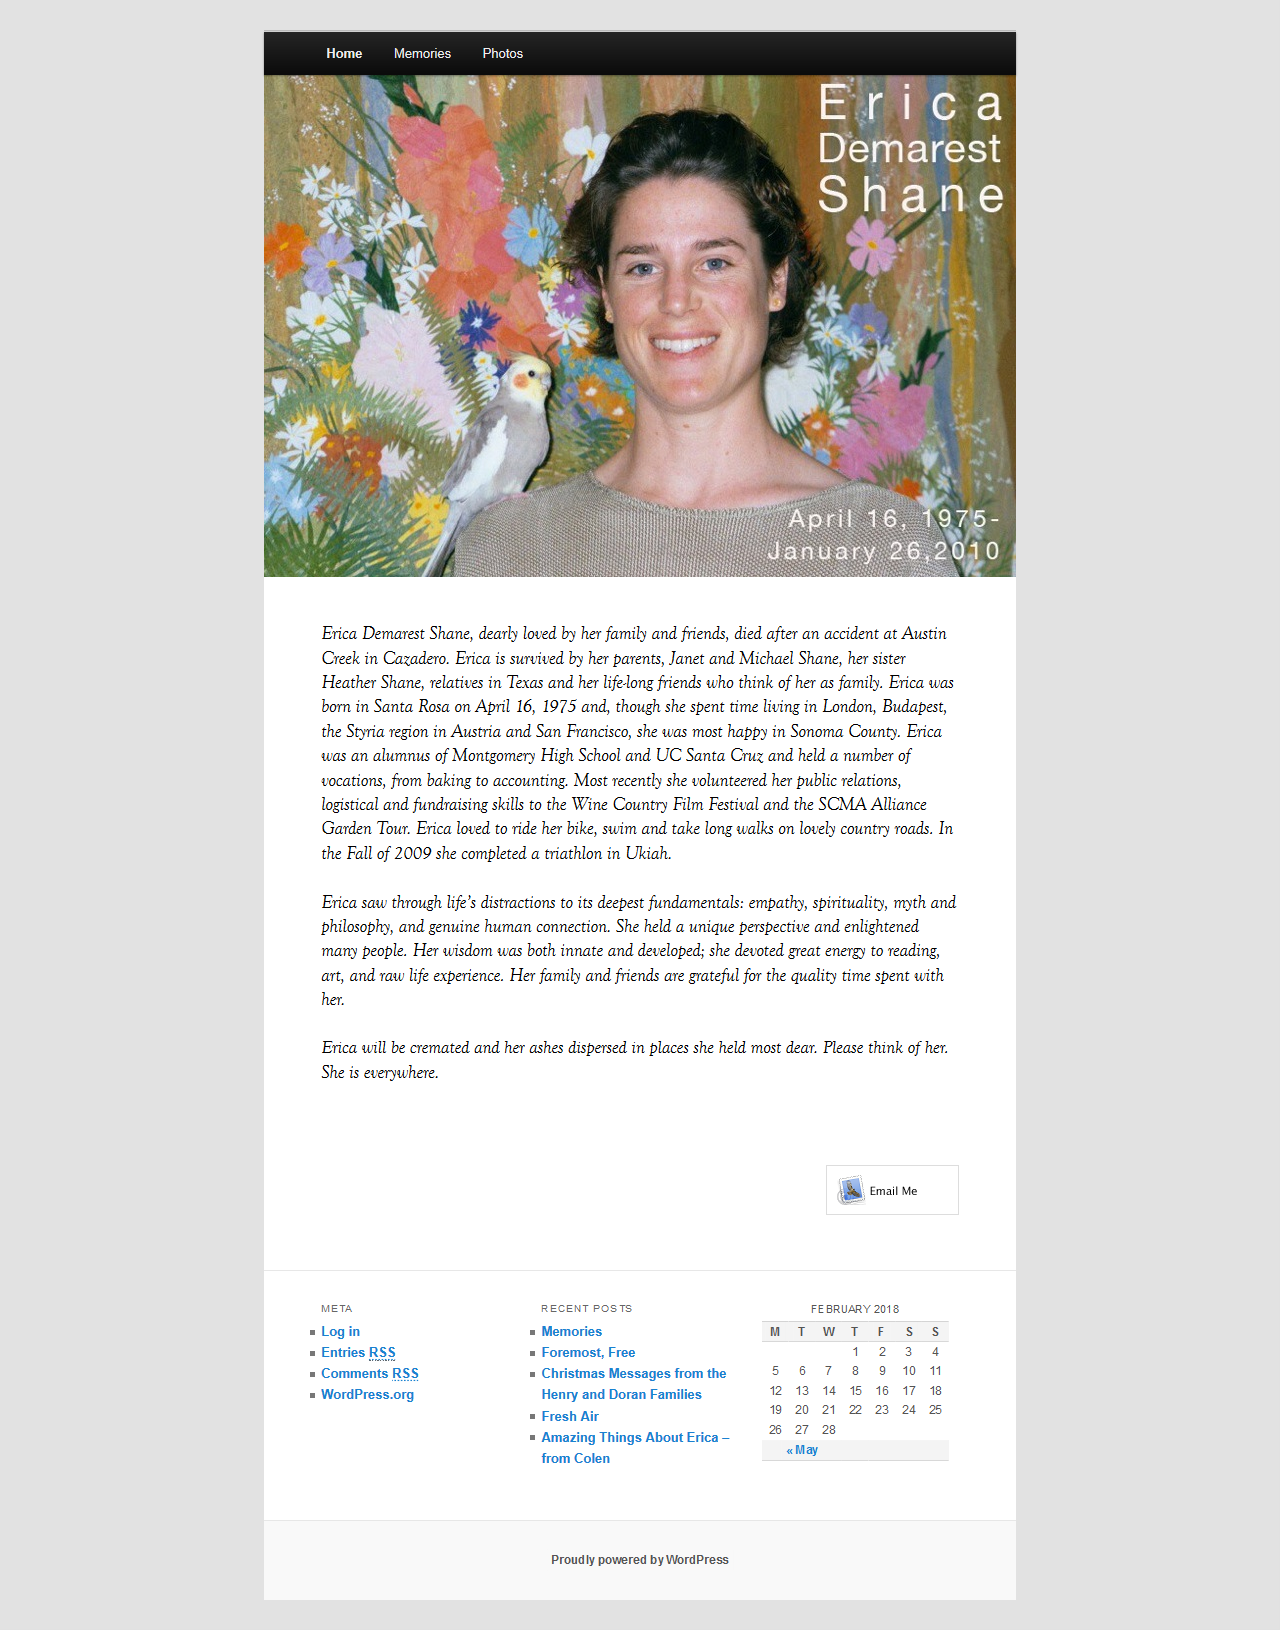 Home Memories Photos
Erica
Demarest
Shane
April 16, 1975-
January 26,2010
Erica Demarest Shane, dearly loved by her family and friends, died after an accident at Austin
Creek in Cazadero. Erica is survived by her parents, Janet and Michael Shane, her sister
Heather Shane, relatives in Texas and her life-long friends who think of her as family. Erica was
born in Santa Rosa on April 16, 1975 and, though she spent time living in London, Budapest,
the Styria region in Austria and San Francisco, she was most happy in Sonoma County. Erica
was an alumnus of Montgomery High School and UC Santa Cruz and held a number of
vocations, from baking to accounting. Most recently she volunteered her public relations,
logistical and fundraising skills to the Wine Country Film Festival and the SCMA Alliance
Garden Tour. Erica loved to ride her bike, swim and take long walks on lovely country roads. In
the Fall of 2009 she completed a triathlon in Ukiah.
Erica saw through life’s distractions to its deepest fundamentals: empathy, spirituality, myth and
philosophy, and genuine human connection. She held a unique perspective and enlightened
many people. Her wisdom was both innate and developed; she devoted great energy to reading,
art, and raw life experience. Her family and friends are grateful for the quality time spent with
her.
Erica will be cremated and her ashes dispersed in places she held most dear. Please think of her.
She is everywhere.
Email Me
META
Log in
Entries RSS
Comments RSS
WordPress.org
RECENT POSTS
Memories
Foremost, Free
Christmas Messages from the
Henry and Doran Families
Fresh Air
Amazing Things About Erica –
from Colen
FEBRUARY 2018
M T W T F S S
1 2 3 4
5 6 7 8 9 10 11
12 13 14 15 16 17 18
19 20 21 22 23 24 25
26 27 28
« May
Proudly powered by WordPress